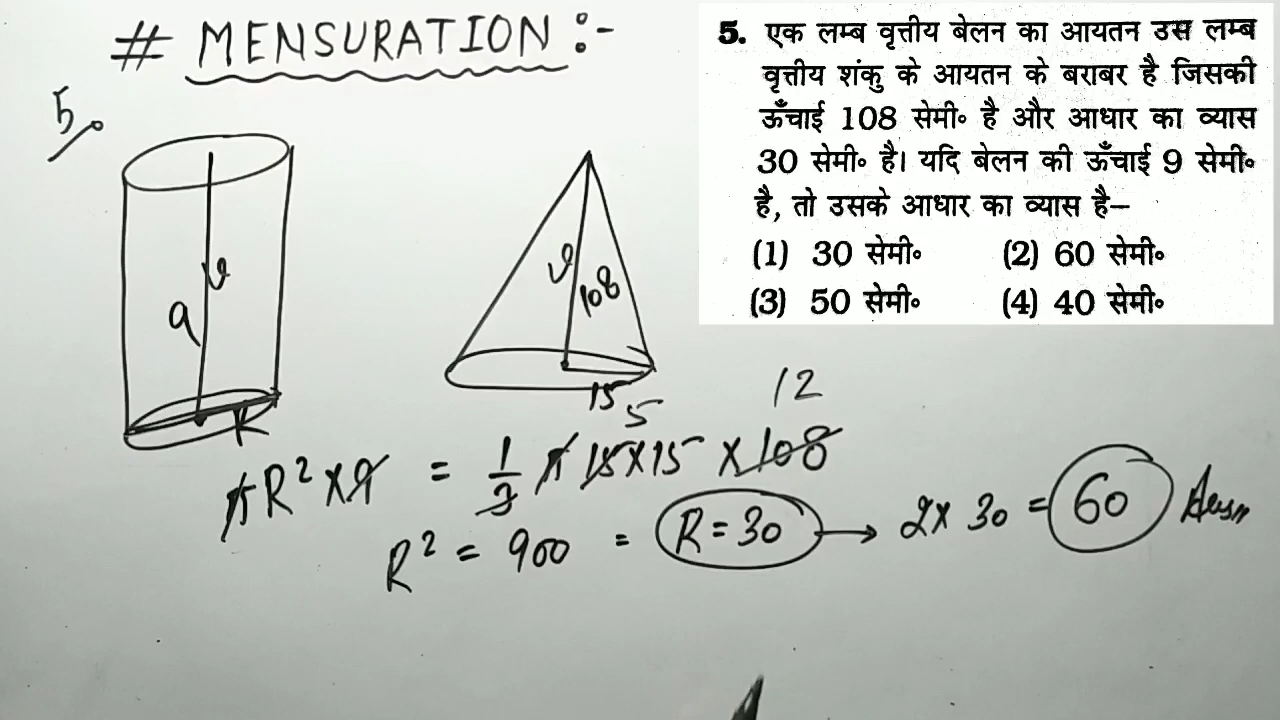 # MENSURATION :-
5.
5. एक लम्ब वृत्तीय बेलन का आयतन उस लम्ब
वृत्तीय शंकु के आयतन के बराबर है जिसकी
ऊँचाई 108 सेमी॰ है और आधार का व्यास
30 सेमी॰ है। यदि बेलन की ऊँचाई 9 सेमी॰
है, तो उसके आधार का व्यास है–
(1) 30 सेमी॰ (2) 60 सेमी॰
(3) 50 सेमी॰ (4) 40 सेमी॰
9
R
108
15
5
12
πR² × 9 = 1/3 π 15 × 15 × 108
R² = 900 = R = 30 → 2 × 30 = 60